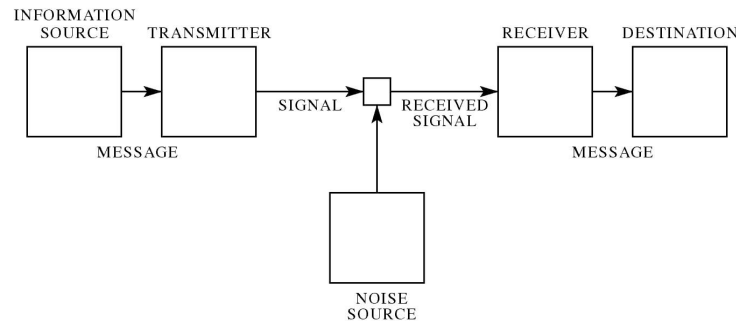 INFORMATION
SOURCE
TRANSMITTER
RECEIVER
DESTINATION
SIGNAL
RECEIVED
SIGNAL
MESSAGE
MESSAGE
NOISE
SOURCE